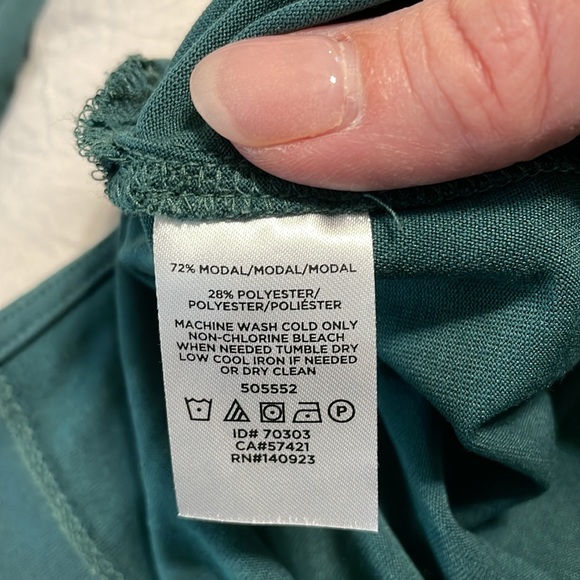 72% MODAL/MODAL/MODAL
28% POLYESTER/
POLYESTER/POLIÉSTER
MACHINE WASH COLD ONLY
NON-CHLORINE BLEACH
WHEN NEEDED TUMBLE DRY
LOW COOL IRON IF NEEDED
OR DRY CLEAN
505552
P
ID# 70303
CA#57421
RN#140923